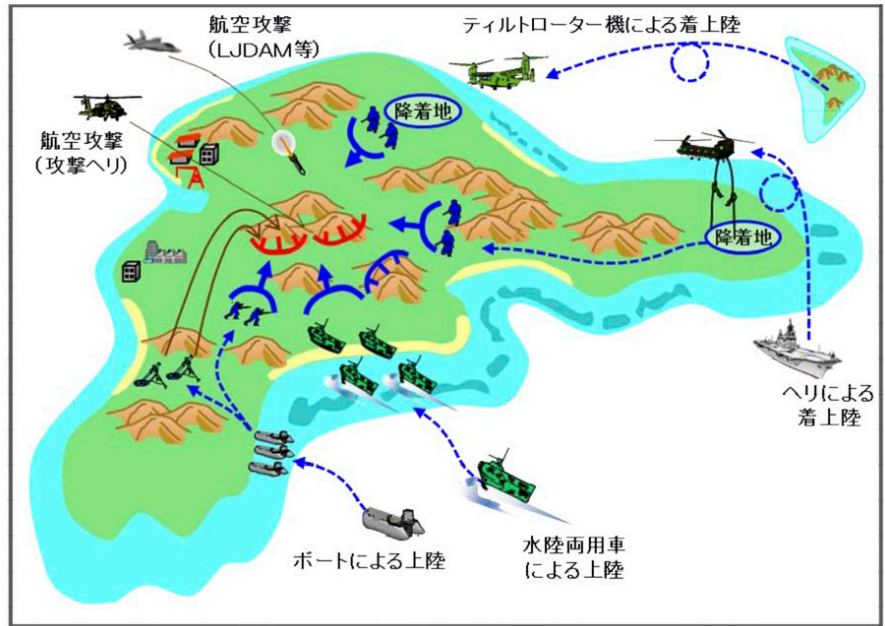 航空攻撃
(LJDAM等)
ティルトローター機による着上陸
航空攻撃
(攻撃ヘリ)
降着地
降着地
ヘリによる
着上陸
ボートによる上陸
水陸両用車
による上陸